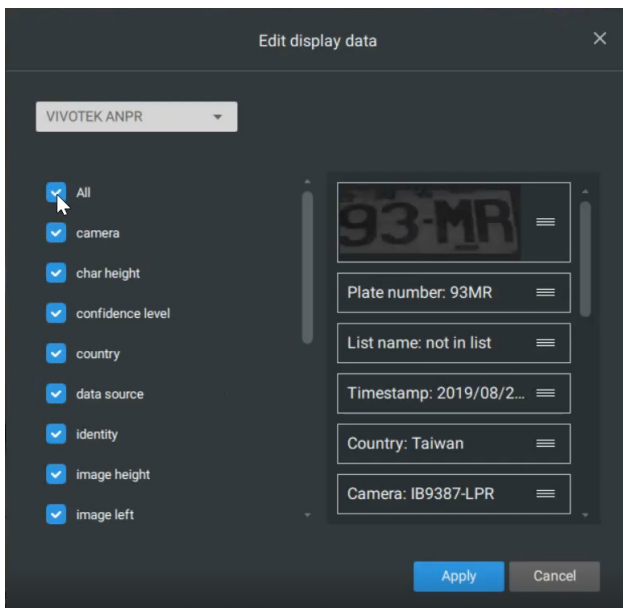 Edit display data
VIVOTEK ANPR
All
camera
char height
confidence level
country
data source
identity
image height
image left
93-MR
Plate number: 93MR
List name: not in list
Timestamp: 2019/08/2...
Country: Taiwan
Camera: IB9387-LPR
Apply
Cancel